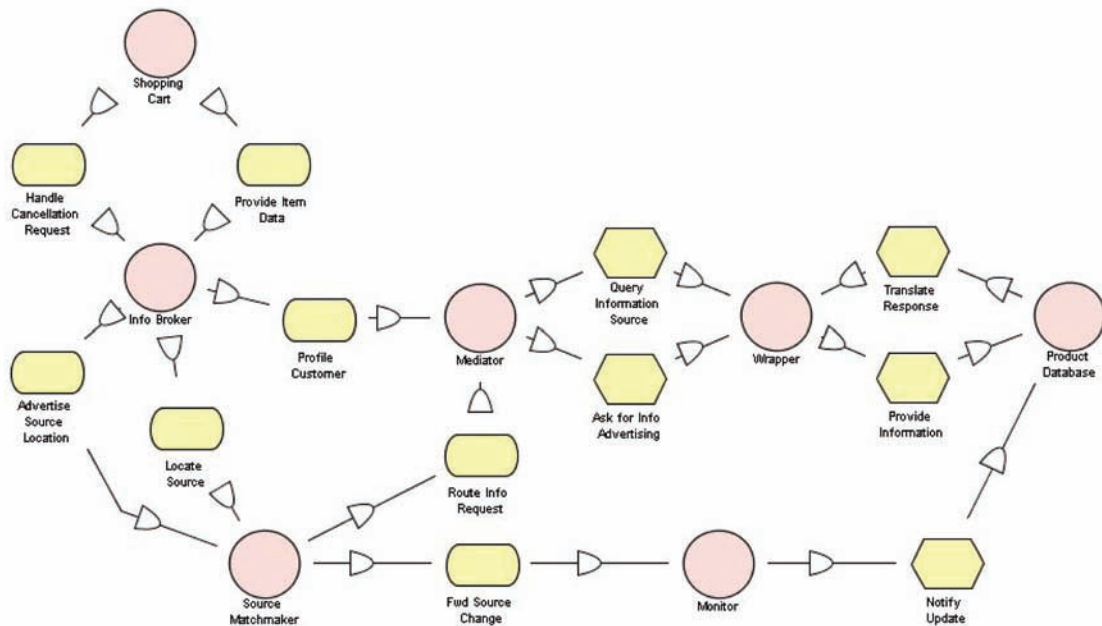 Shopping
Cart
Handle
Cancellation
Request
Provide Item
Data
Info Broker
Profile
Customer
Mediator
Query
Information
Source
Ask for Info
Advertising
Wrapper
Translate
Response
Provide
Information
Product
Database
Advertise
Source
Location
Locate
Source
Route Info
Request
Source
Matchmaker
Fwd Source
Change
Monitor
Notify
Update